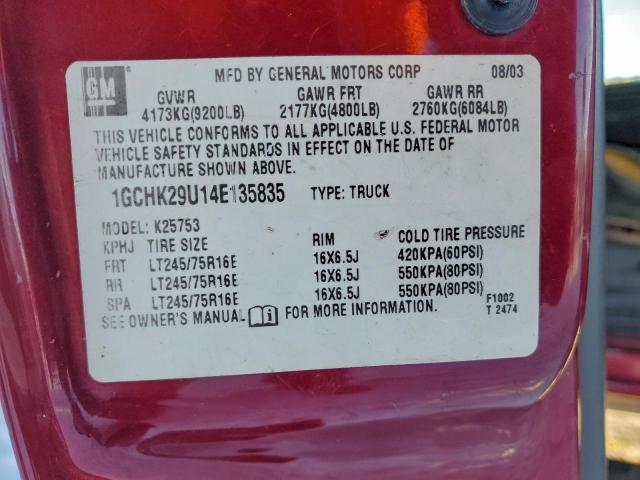 GM
MFD BY GENERAL MOTORS CORP 08/03
GVWR GAWR FRT GAWR RR
4173KG(9200LB) 2177KG(4800LB) 2760KG(6084LB)
THIS VEHICLE CONFORMS TO ALL APPLICABLE U.S. FEDERAL MOTOR
VEHICLE SAFETY STANDARDS IN EFFECT ON THE DATE OF
MANUFACTURE SHOWN ABOVE.
1GCHK29U14E135835 TYPE: TRUCK
MODEL: K25753
KPHJ TIRE SIZE RIM COLD TIRE PRESSURE
FRT LT245/75R16E 16X6.5J 420KPA(60PSI)
RR LT245/75R16E 16X6.5J 550KPA(80PSI)
SPA LT245/75R16E 16X6.5J 550KPA(80PSI)
SEE OWNER'S MANUAL i FOR MORE INFORMATION. F1002
T 2474